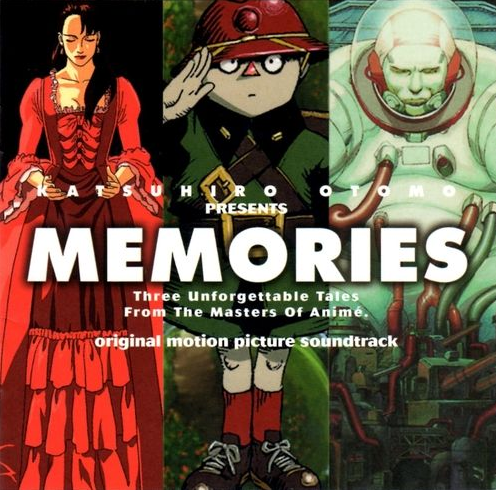 KATSUHIRO OTOMO
PRESENTS
MEMORIES
Three Unforgettable Tales
From The Masters Of Animé.
original motion picture soundtrack